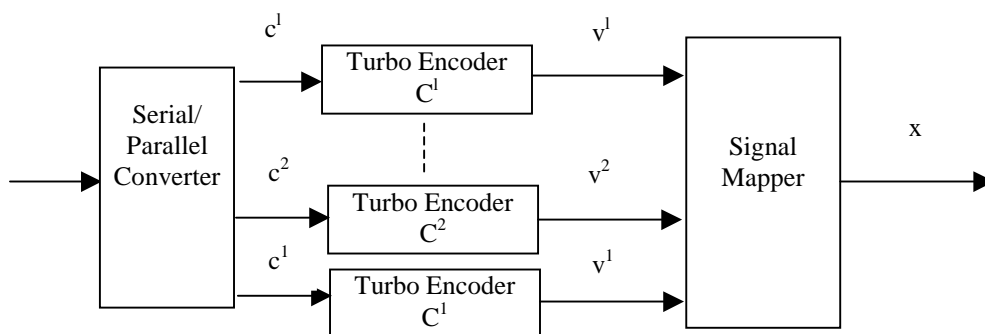 c^l
v^l
Turbo Encoder
C^l
Serial/
Parallel
Converter
x
Signal
Mapper
c^2
v^2
Turbo Encoder
C^2
c^1
v^1
Turbo Encoder
C^1